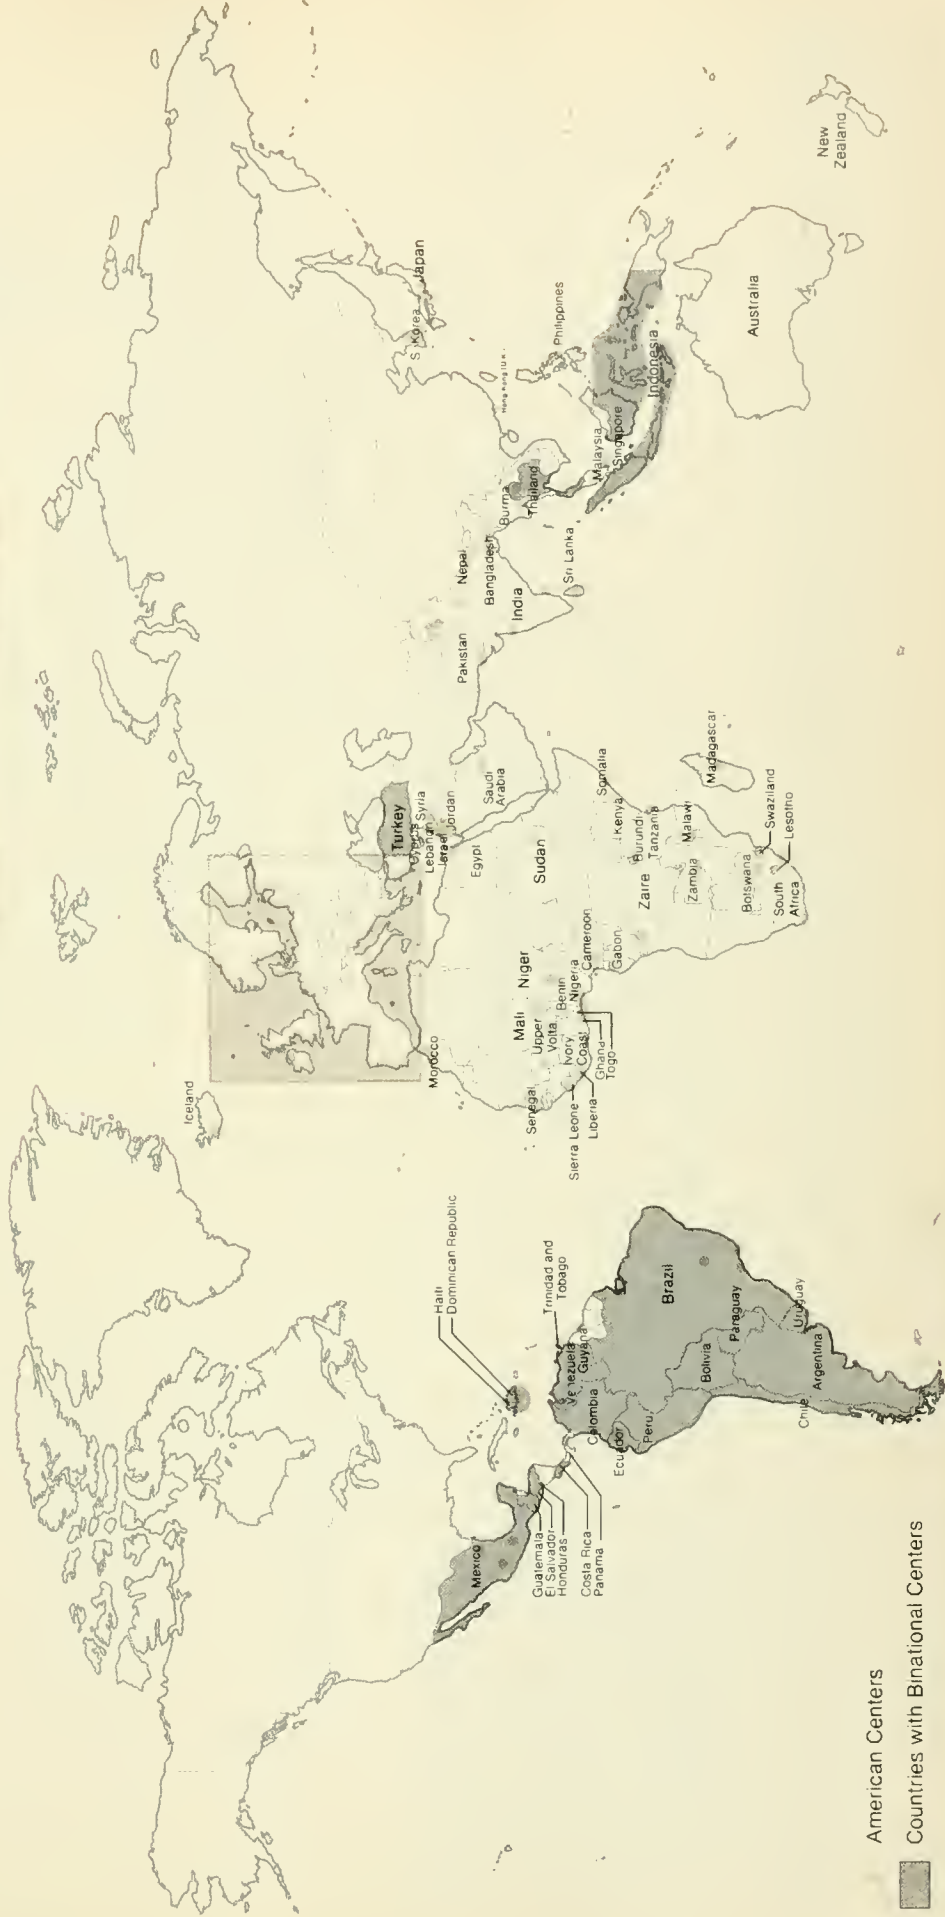 Iceland
New
Zealand
Japan
S. Korea
Hong Kong (U.K.)
Philippines
Australia
Indonesia
Singapore
Malaysia
Thailand
Burma
Bangladesh
Nepal
India
Sri Lanka
Pakistan
Turkey
Cyprus
Syria
Lebanon
Israel
Jordan
Saudi
Arabia
Egypt
Sudan
Somalia
Kenya
Burundi
Tanzania
Zaire
Malawi
Zambia
Madagascar
Botswana
Swaziland
Lesotho
South
Africa
Morocco
Mali
Niger
Upper
Volta
Benin
Nigeria
Cameroon
Gabon
Ivory
Coast
Ghana
Togo
Senegal
Sierra Leone
Liberia
Haiti
Dominican Republic
Trinidad and
Tobago
Mexico
Guatemala
El Salvador
Honduras
Costa Rica
Panama
Venezuela
Guyana
Colombia
Ecuador
Peru
Brazil
Bolivia
Paraguay
Uruguay
Argentina
Chile
American Centers
Countries with Binational Centers